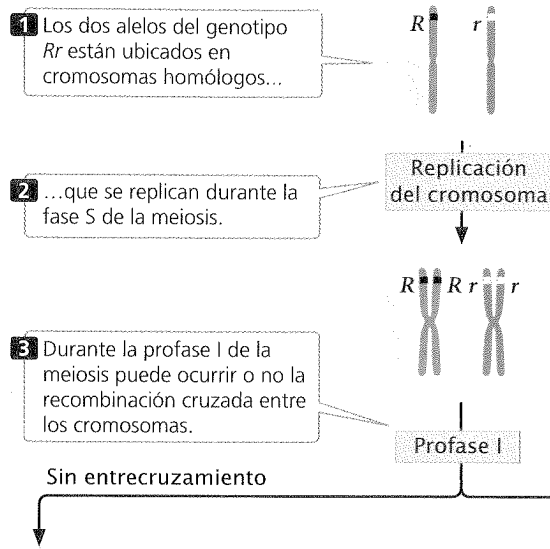 1 Los dos alelos del genotipo
Rr están ubicados en
cromosomas homólogos...
R r
Replicación
del cromosoma
2 ...que se replican durante la
fase S de la meiosis.
R R r r
3 Durante la profase I de la
meiosis puede ocurrir o no la
recombinación cruzada entre
los cromosomas.
Profase I
Sin entrecruzamiento